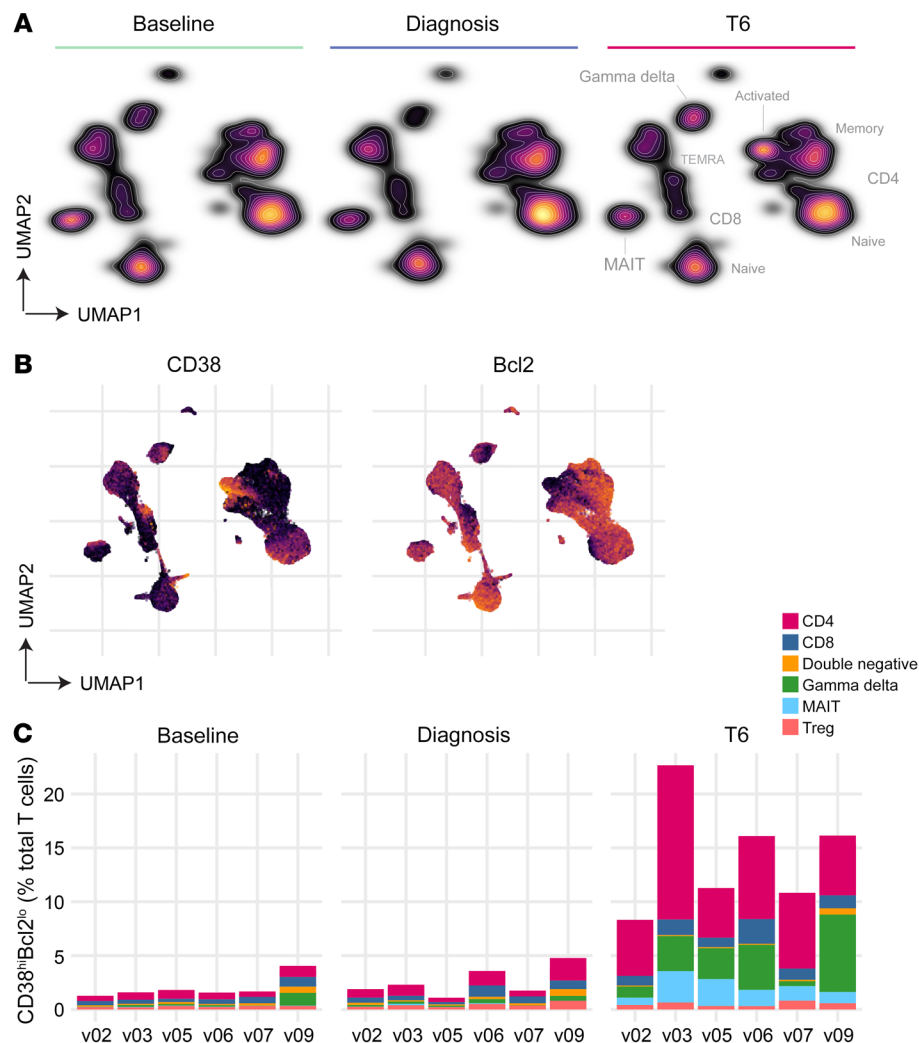 A
Baseline
Diagnosis
T6
Gamma delta
Activated
Memory
TEMRA
CD4
CD8
Naive
MAIT
Naive
UMAP2
UMAP1
B
CD38
Bcl2
UMAP2
UMAP1
CD4
CD8
Double negative
Gamma delta
MAIT
Treg
C
Baseline
Diagnosis
T6
CD38ʰⁱBcl2ˡᵒ (% total T cells)
20
15
10
5
0
v02 v03 v05 v06 v07 v09
v02 v03 v05 v06 v07 v09
v02 v03 v05 v06 v07 v09